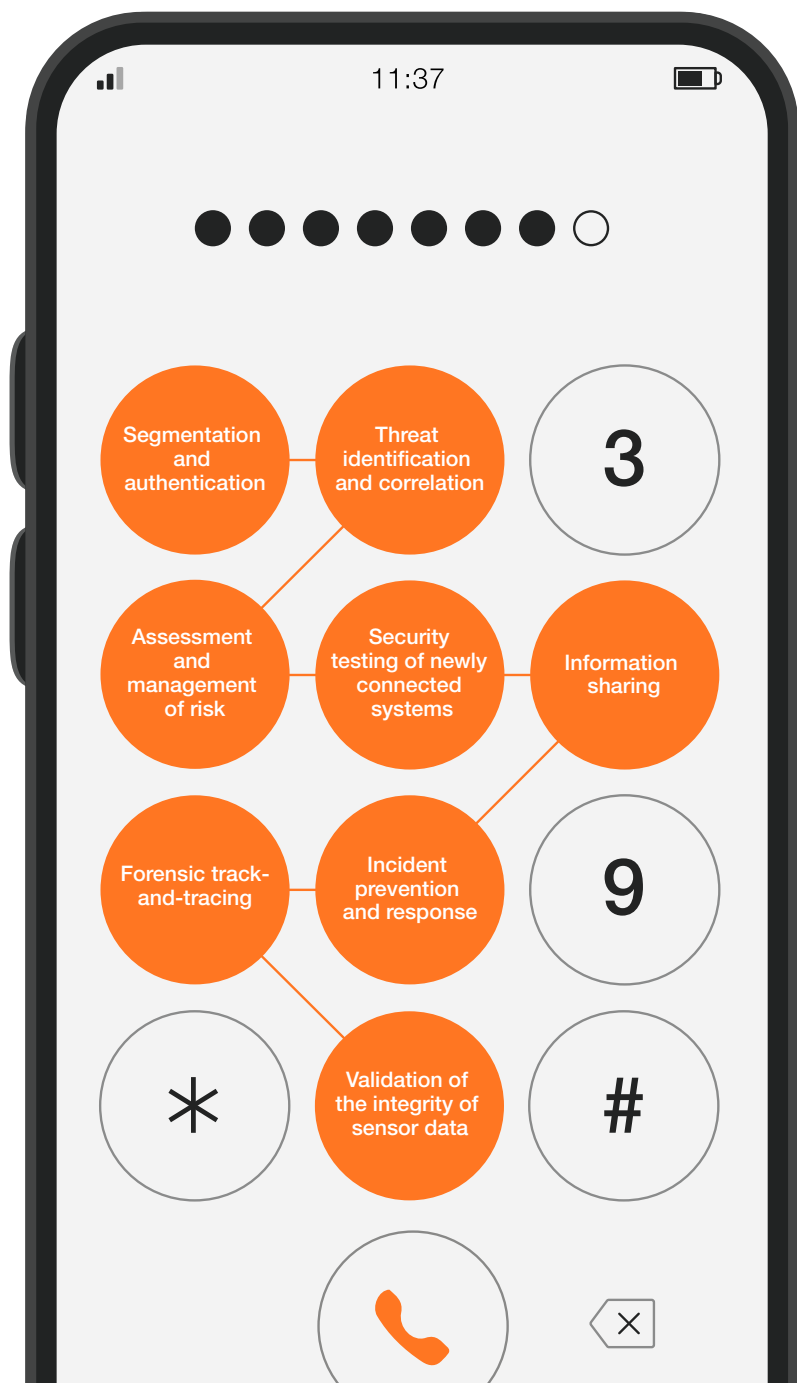 11:37
Segmentation
and
authentication
Threat
identification
and correlation
3
Assessment
and
management
of risk
Security
testing of newly
connected
systems
Information
sharing
Forensic track-
and-tracing
Incident
prevention
and response
9
*
Validation of
the integrity of
sensor data
#